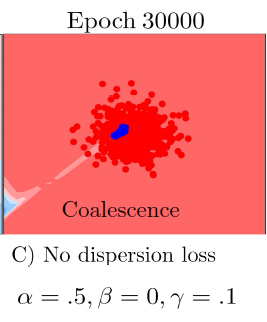 Epoch 30000
Coalescence
C) No dispersion loss
α = .5, β = 0, γ = .1